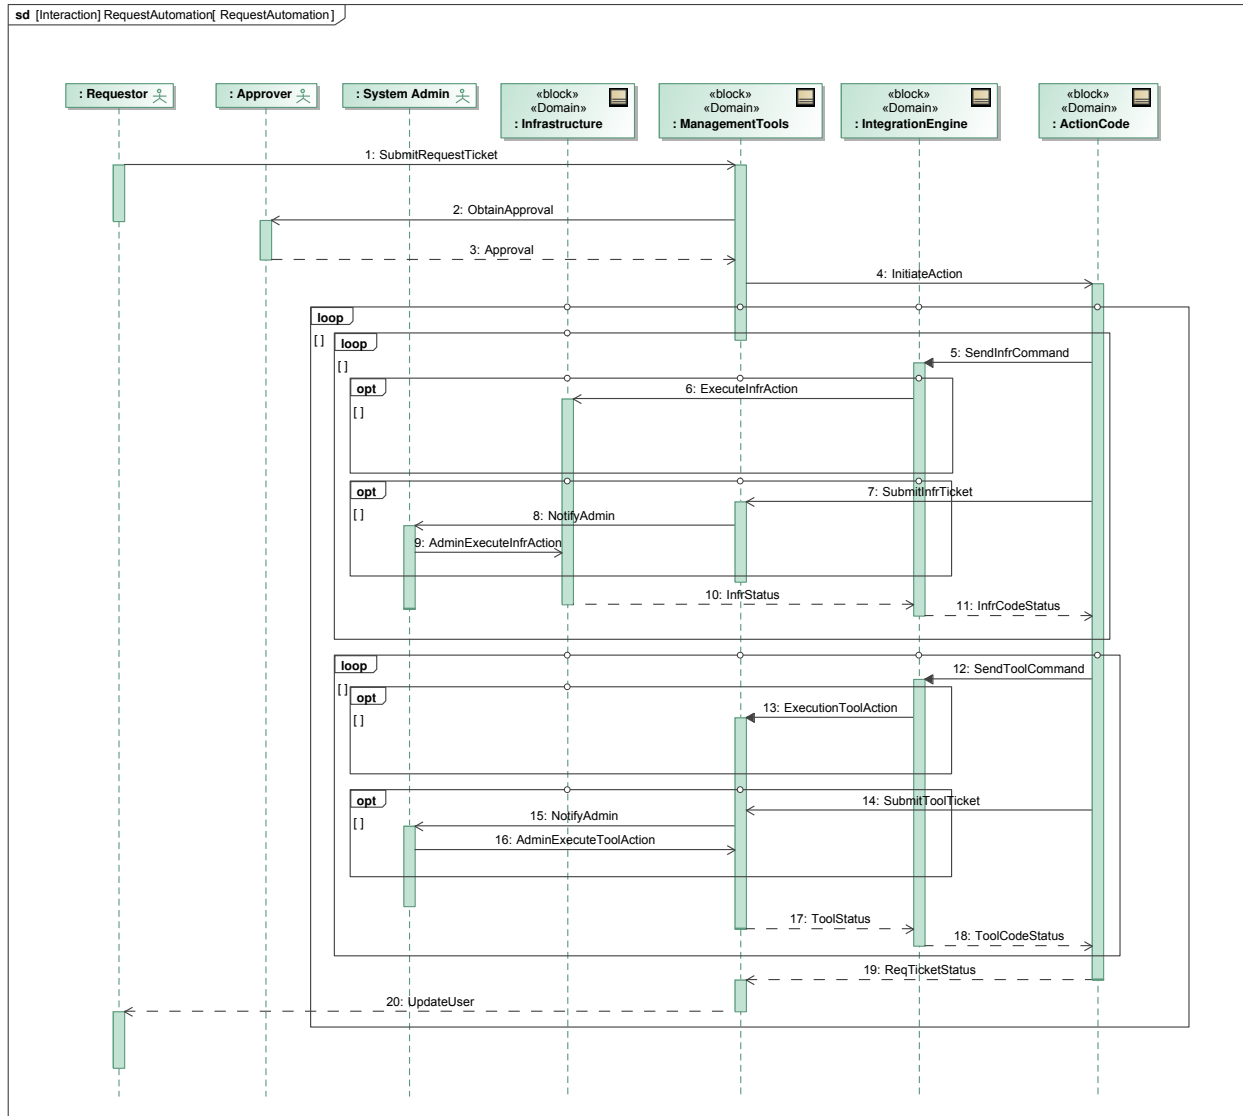 sd [Interaction] RequestAutomation[ RequestAutomation ]
: Requestor
: Approver
: System Admin
«block»
«Domain»
: Infrastructure
«block»
«Domain»
: ManagementTools
«block»
«Domain»
: IntegrationEngine
«block»
«Domain»
: ActionCode
1: SubmitRequestTicket
2: ObtainApproval
3: Approval
4: InitiateAction
loop
[ ]
loop
[ ]
5: SendInfrCommand
opt
[ ]
6: ExecuteInfrAction
opt
[ ]
7: SubmitInfrTicket
8: NotifyAdmin
9: AdminExecuteInfrAction
10: InfrStatus
11: InfrCodeStatus
loop
[ ]
12: SendToolCommand
opt
[ ]
13: ExecutionToolAction
opt
[ ]
14: SubmitToolTicket
15: NotifyAdmin
16: AdminExecuteToolAction
17: ToolStatus
18: ToolCodeStatus
19: ReqTicketStatus
20: UpdateUser